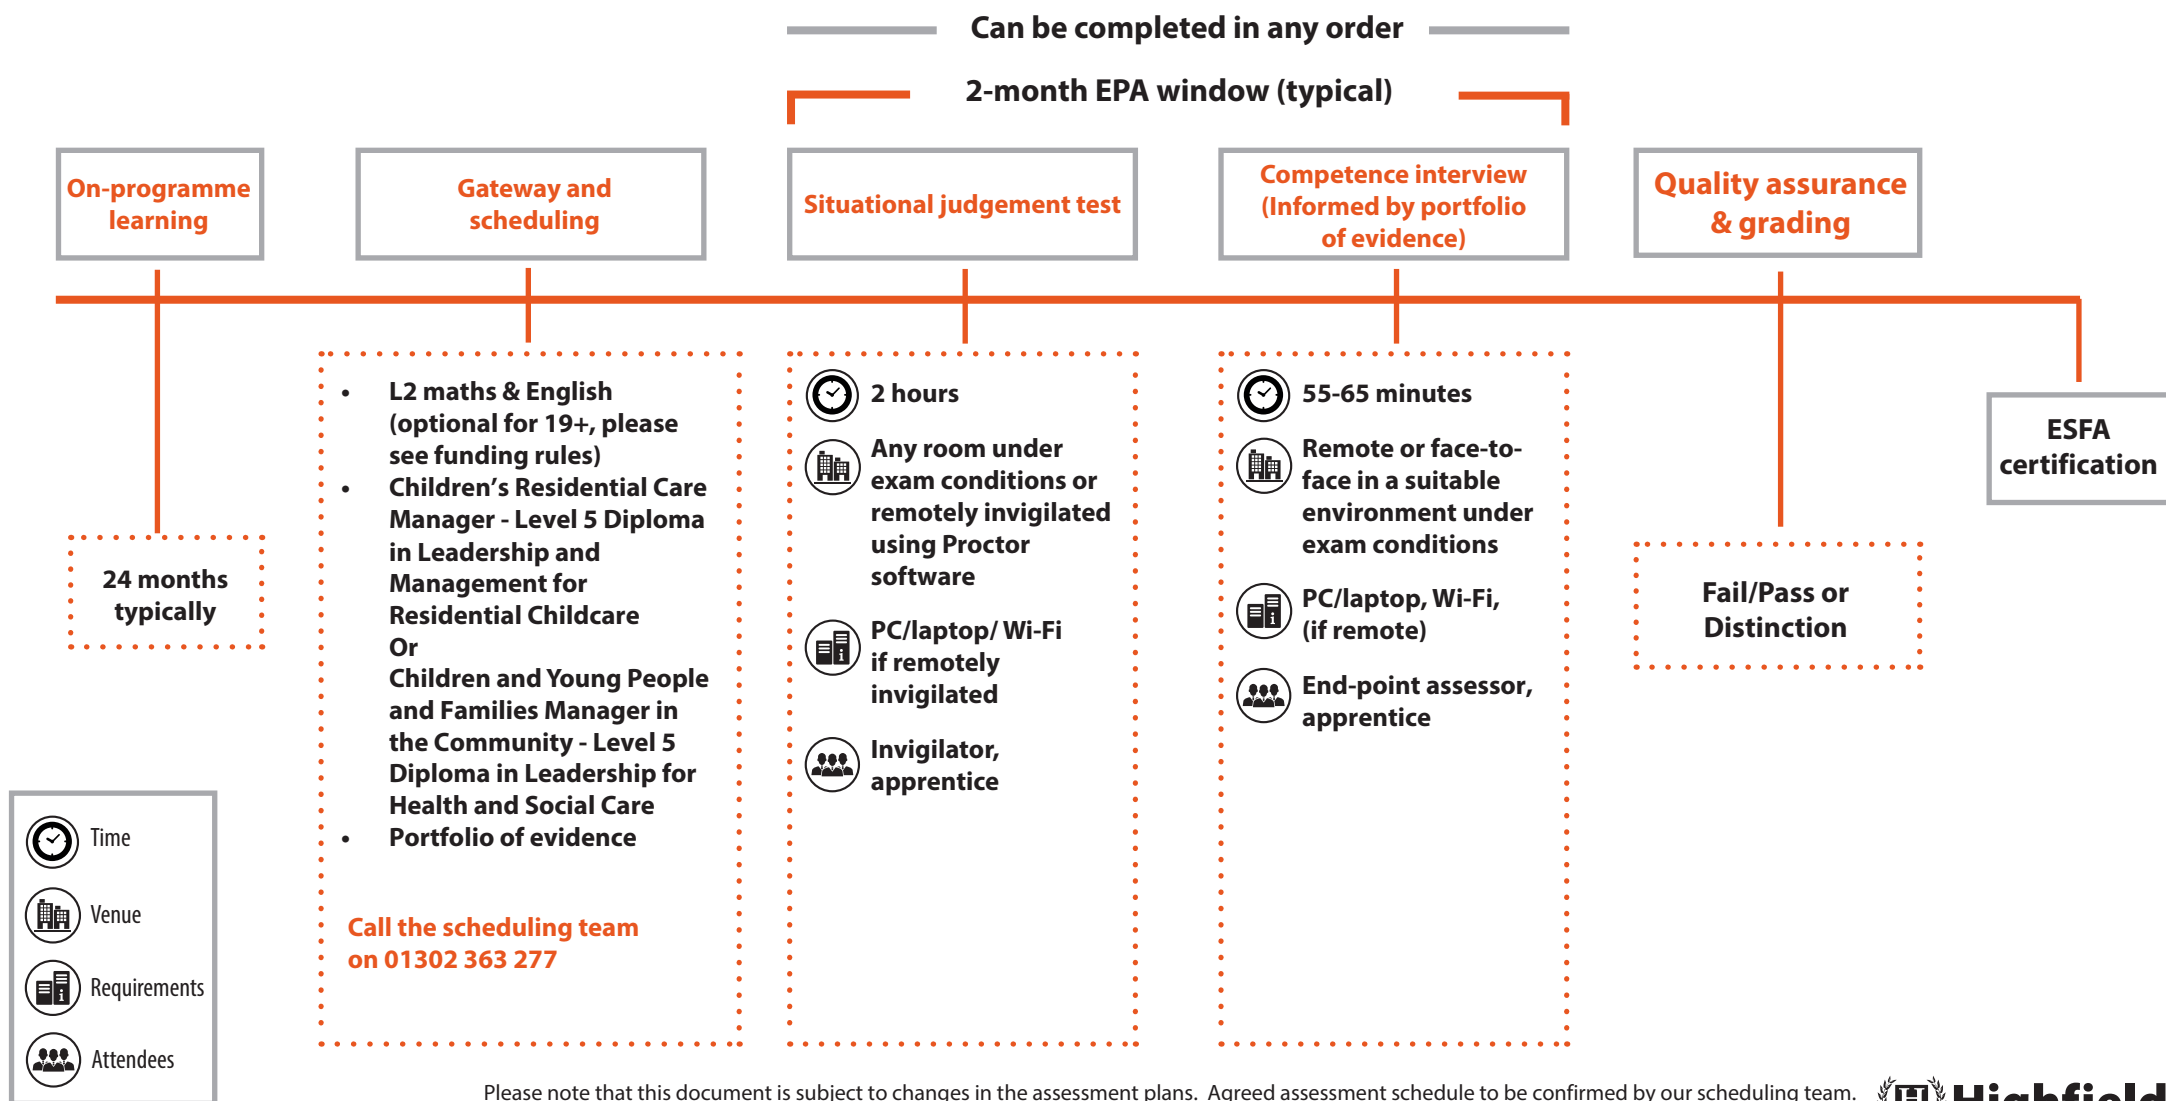 Can be completed in any order
2-month EPA window (typical)
On-programme
learning
Gateway and
scheduling
Situational judgement test
Competence interview
(Informed by portfolio
of evidence)
Quality assurance
& grading
24 months
typically
• L2 maths & English
(optional for 19+, please
see funding rules)
• Children’s Residential Care
Manager - Level 5 Diploma
in Leadership and
Management for
Residential Childcare
Or
Children and Young People
and Families Manager in
the Community - Level 5
Diploma in Leadership for
Health and Social Care
• Portfolio of evidence
Call the scheduling team
on 01302 363 277
2 hours
Any room under
exam conditions or
remotely invigilated
using Proctor
software
PC/laptop/ Wi-Fi
if remotely
invigilated
Invigilator,
apprentice
55-65 minutes
Remote or face-to-
face in a suitable
environment under
exam conditions
PC/laptop, Wi-Fi,
(if remote)
End-point assessor,
apprentice
Fail/Pass or
Distinction
ESFA
certification
Time
Venue
Requirements
Attendees
Please note that this document is subject to changes in the assessment plans. Agreed assessment schedule to be confirmed by our scheduling team.
Highfield